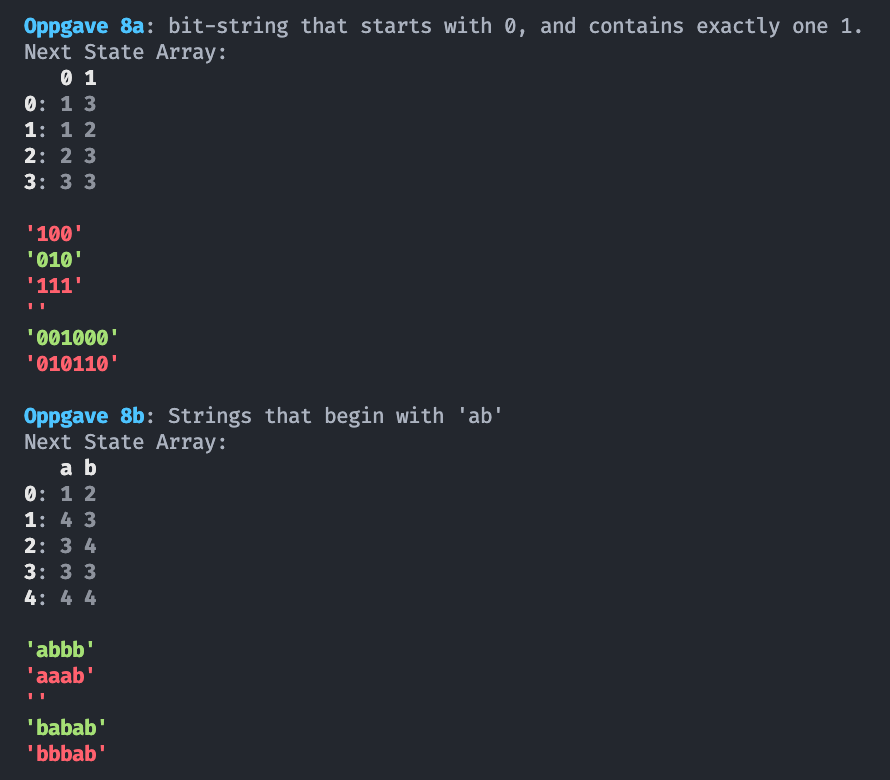 Oppgave 8a: bit-string that starts with 0, and contains exactly one 1.
Next State Array:
0 1
0: 1 3
1: 1 2
2: 2 3
3: 3 3
'100'
'010'
'111'
''
'001000'
'010110'
Oppgave 8b: Strings that begin with 'ab'
Next State Array:
a b
0: 1 2
1: 4 3
2: 3 4
3: 3 3
4: 4 4
'abbb'
'aaab'
''
'babab'
'bbbab'